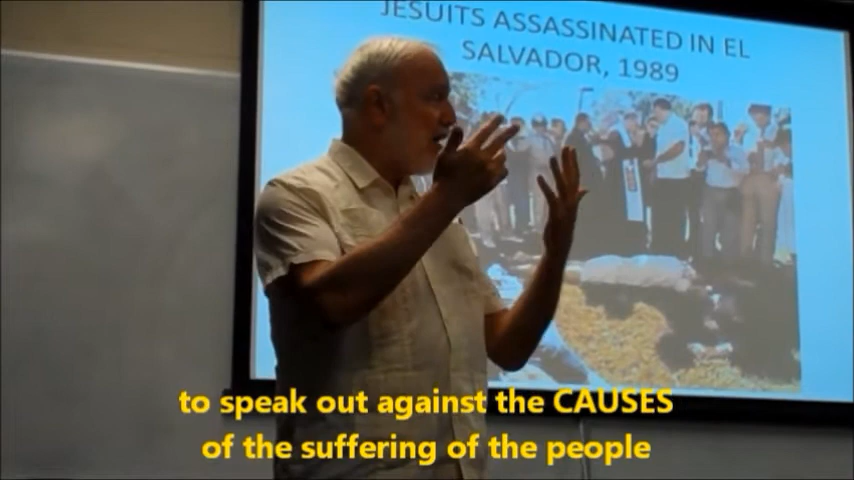 JESUITS ASSASSINATED IN EL
SALVADOR, 1989
to speak out against the CAUSES
of the suffering of the people